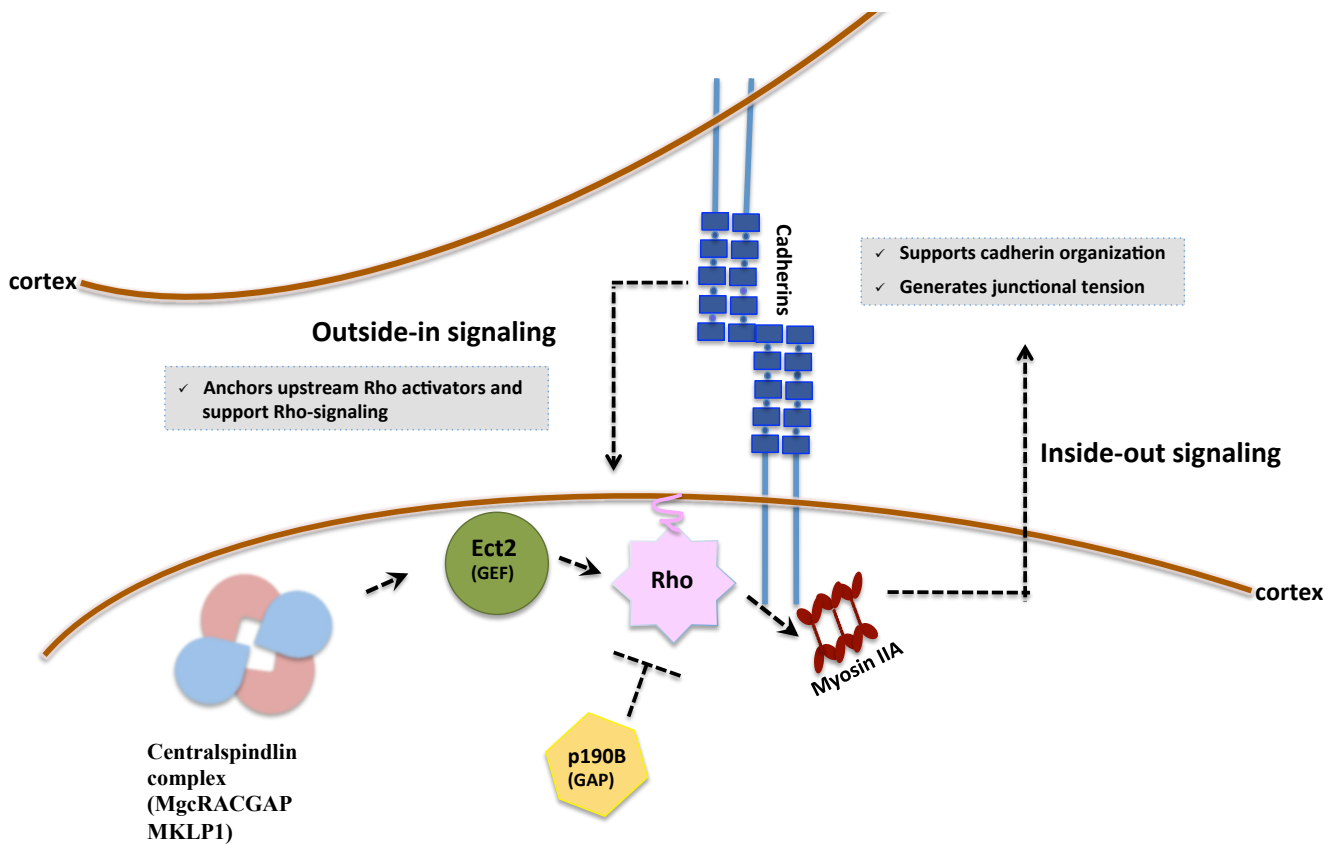 Cadherins
✓ Supports cadherin organization
✓ Generates junctional tension
cortex
Outside-in signaling
✓ Anchors upstream Rho activators and
support Rho-signaling
Inside-out signaling
Ect2
(GEF)
Rho
cortex
Myosin IIA
p190B
(GAP)
Centralspindlin
complex
(MgcRACGAP
MKLP1)